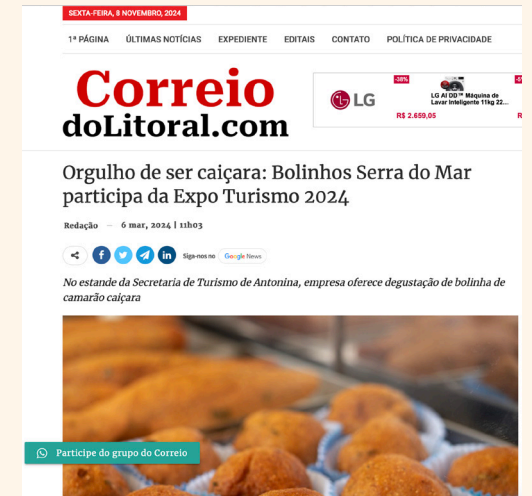 SEXTA-FEIRA, 8 NOVEMBRO, 2024
1ª PÁGINA ÚLTIMAS NOTÍCIAS EXPEDIENTE EDITAIS CONTATO POLÍTICA DE PRIVACIDADE
Correio
doLitoral.com
LG
-38%
LG AI DD™ Máquina de
Lavar Inteligente 11kg 22...
R$ 2.659,05
Orgulho de ser caiçara: Bolinhos Serra do Mar
participa da Expo Turismo 2024
Redação — 6 mar, 2024 | 11h03
Siga-nos no Google News
No estande da Secretaria de Turismo de Antonina, empresa oferece degustação de bolinha de
camarão caiçara
Participe do grupo do Correio